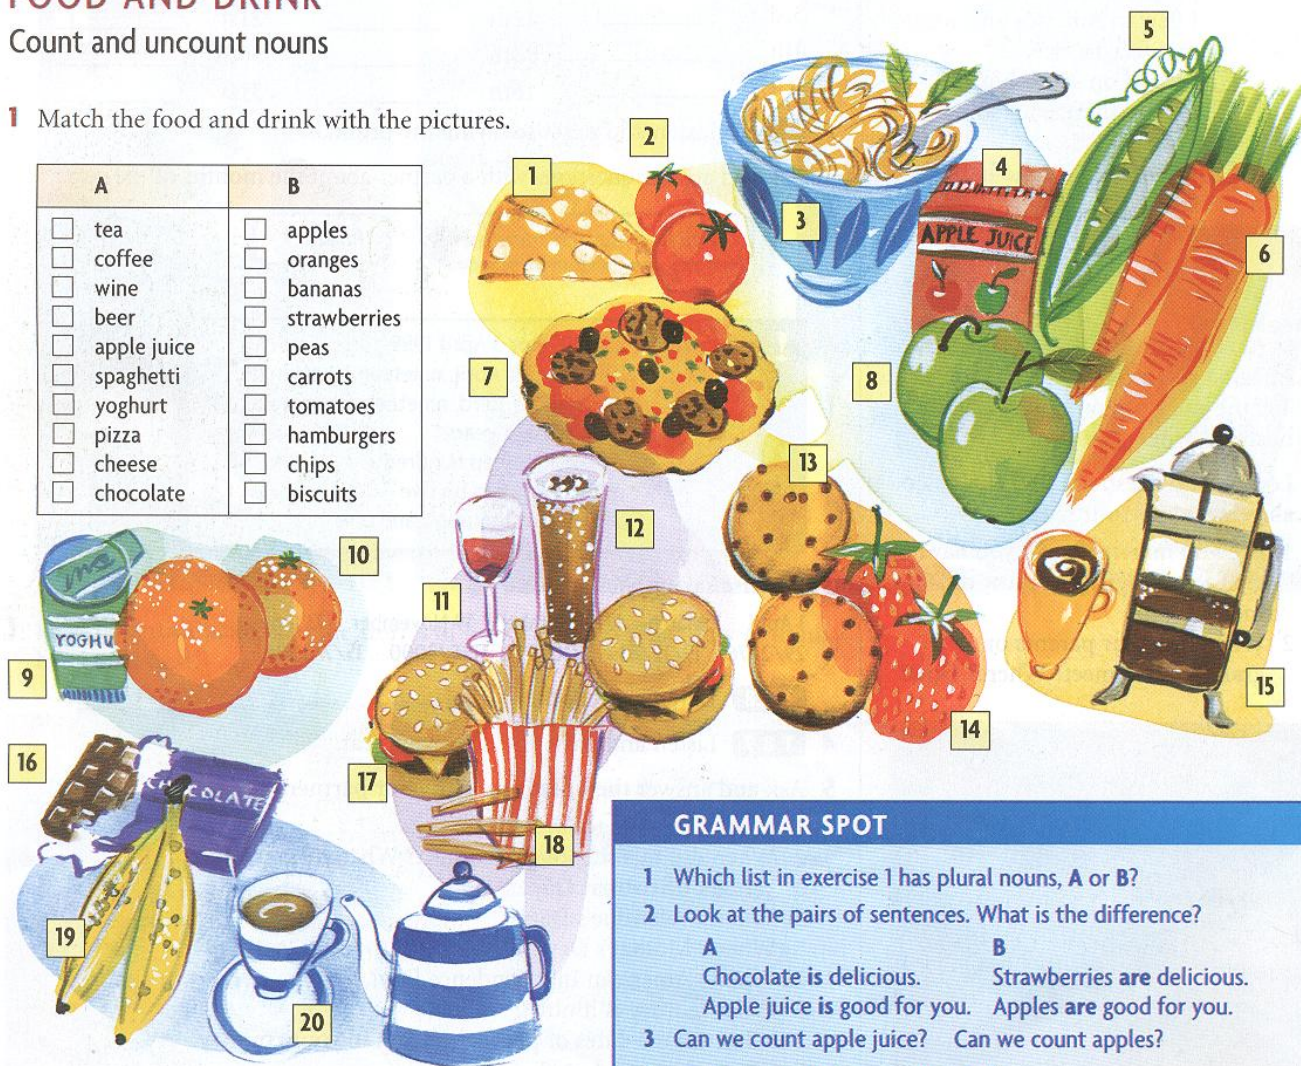 FOOD AND DRINK
Count and uncount nouns
1 Match the food and drink with the pictures.
A B
tea apples
coffee oranges
wine bananas
beer strawberries
apple juice peas
spaghetti carrots
yoghurt tomatoes
pizza hamburgers
cheese chips
chocolate biscuits
1
2
3
4
5
6
7
8
9
10
11
12
13
14
15
16
17
18
19
20
APPLE JUICE
YOGHU
CHOCOLATE
GRAMMAR SPOT
1 Which list in exercise 1 has plural nouns, A or B?
2 Look at the pairs of sentences. What is the difference?
A B
Chocolate is delicious. Strawberries are delicious.
Apple juice is good for you. Apples are good for you.
3 Can we count apple juice? Can we count apples?